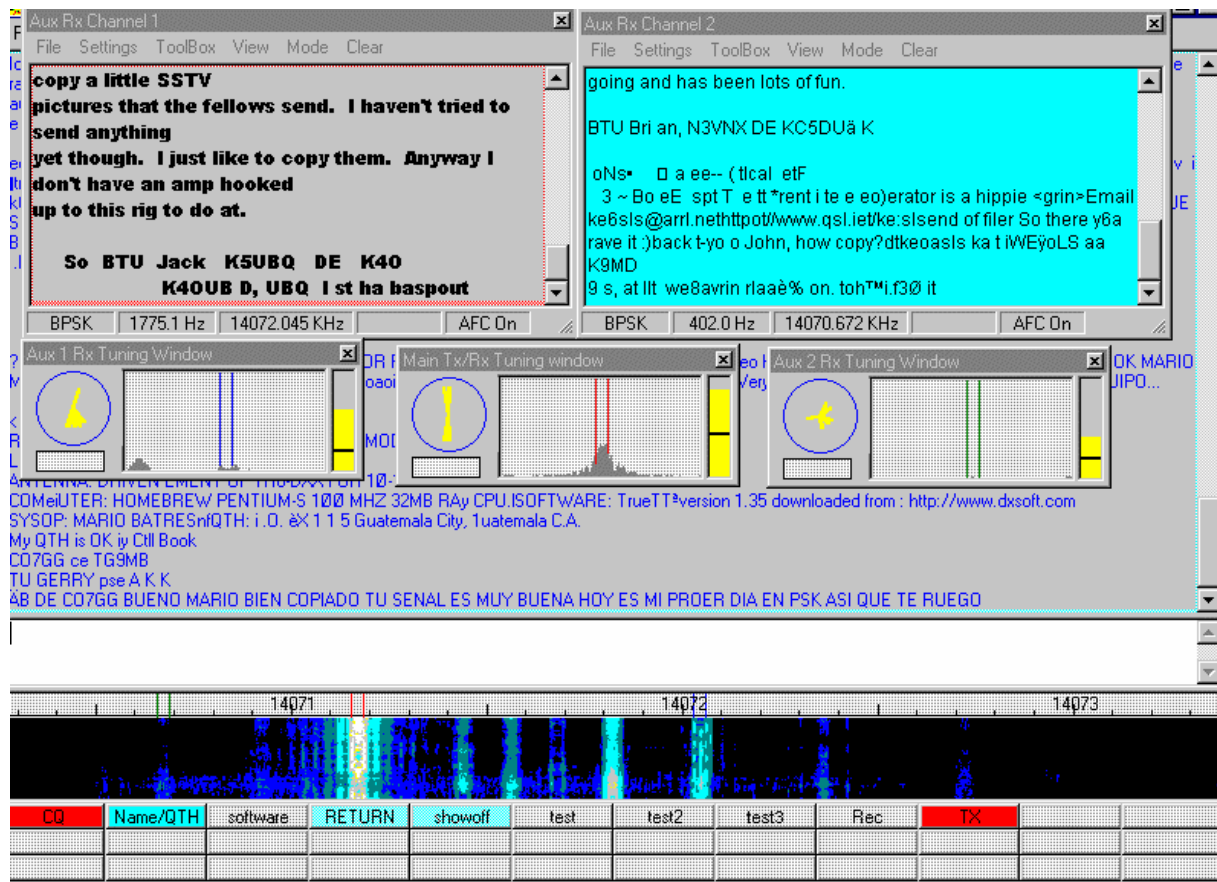 Aux Rx Channel 1
File Settings ToolBox View Mode Clear
copy a little SSTV
pictures that the fellows send. I haven't tried to
send anything
yet though. I just like to copy them. Anyway I
don't have an amp hooked
up to this rig to do at.
So BTU Jack K5UBQ DE K4O
K4OUB D, UBQ I st ha baspout
BPSK 1775.1 Hz 14072.045 KHz AFC On
Aux Rx Channel 2
File Settings ToolBox View Mode Clear
going and has been lots of fun.
BTU Bri an, N3VNX DE KC5DUä K
oNs• a ee-- ( tlcal etF
3 ~ Bo eE spt T e tt *rent i te e eo)erator is a hippie <grin>Email
ke6sls@arrl.nethttpot//www.qsl.iet/ke:slsend of filer So there y6a
rave it :)back t-yo o John, how copy?dtkeoasls ka t iWEÿoLS aa
K9MD
9 s, at llt we8avrin rlaaè% on. toh™i.f3Ø it
BPSK 402.0 Hz 14070.672 KHz AFC On
Aux 1 Rx Tuning Window
Main Tx/Rx Tuning window
Aux 2 Rx Tuning Window
OK MARIO
ANTENNA: DRIVEN EMENT OF TH6-DXX FOR 10-
COMeiUTER: HOMEBREW PENTIUM-S 1ØØ MHZ 32MB RAy CPU.ISOFTWARE: TrueTTªversion 1.35 downloaded from : http://www.dxsoft.com
SYSOP: MARIO BATRESnfQTH: i .O. èX 1 1 5 Guatemala City, 1uatemala C.A.
My QTH is OK iy Ctll Book
CO7GG ce TG9MB
TU GERRY pse A K K
ÄB DE CO7GG BUENO MARIO BIEN COPIADO TU SENAL ES MUY BUENA HOY ES MI PROER DIA EN PSK ASI QUE TE RUEGO
14071 14072 14073
CQ Name/QTH software RETURN showoff test test2 test3 Rec TX